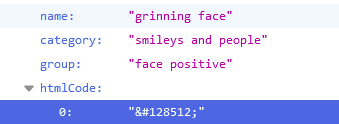 name: "grinning face"
category: "smileys and people"
group: "face positive"
htmlCode:
0: "&#128512;"